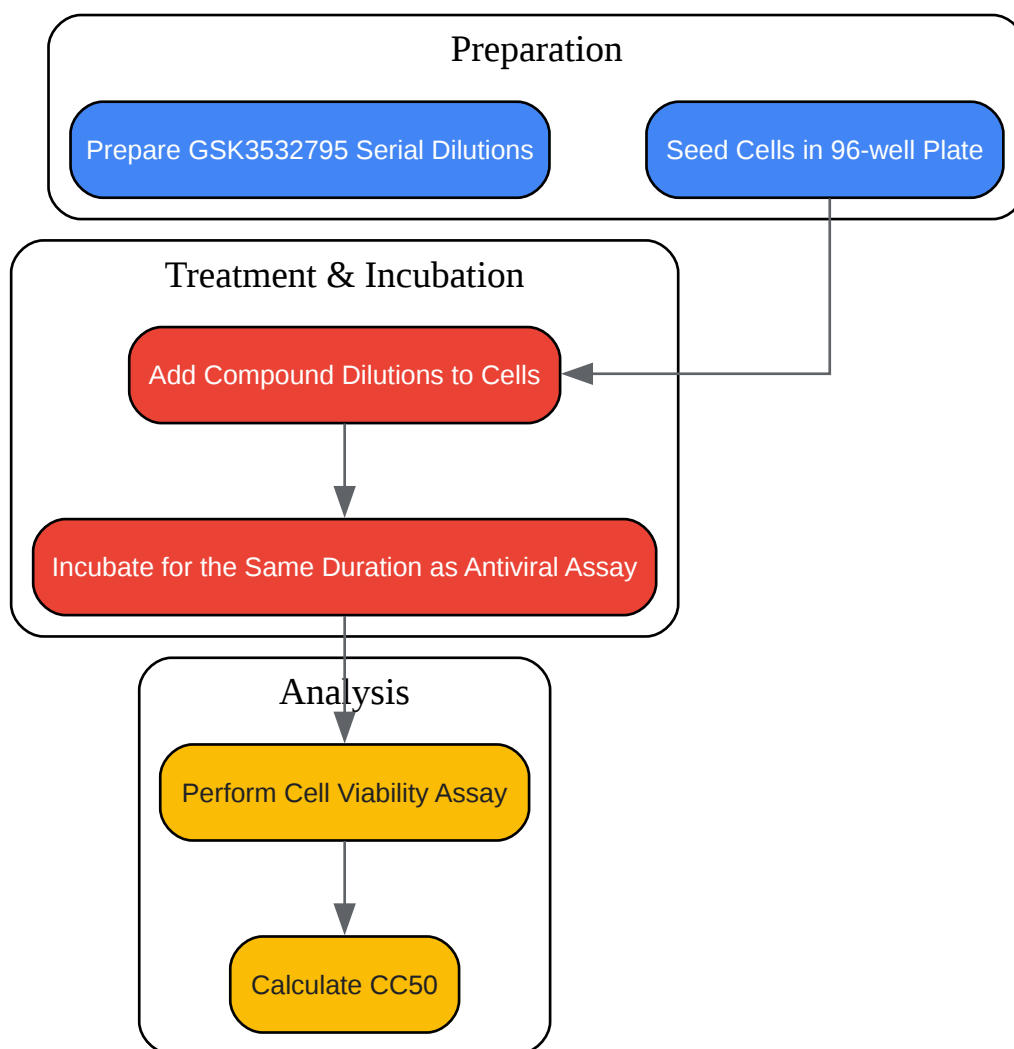 Preparation
Prepare GSK3532795 Serial Dilutions
Seed Cells in 96-well Plate
Treatment & Incubation
Add Compound Dilutions to Cells
Incubate for the Same Duration as Antiviral Assay
Analysis
Perform Cell Viability Assay
Calculate CC50